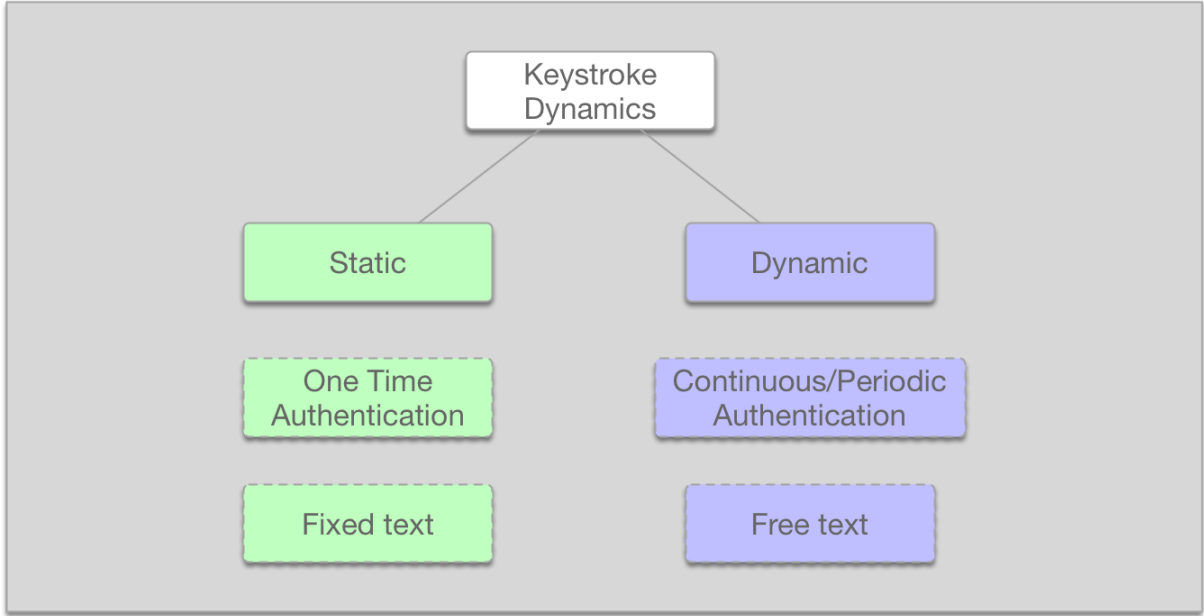 Keystroke
Dynamics
Static
Dynamic
One Time
Authentication
Continuous/Periodic
Authentication
Fixed text
Free text